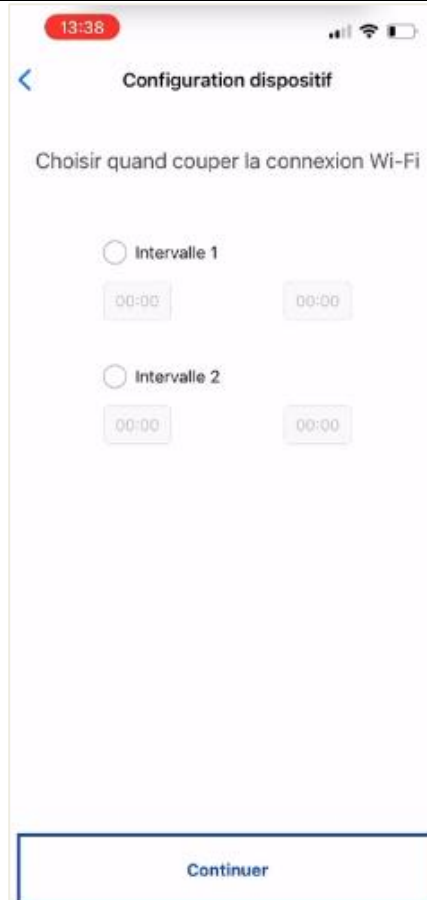 13:38
Configuration dispositif
Choisir quand couper la connexion Wi-Fi
Intervalle 1
00:00 00:00
Intervalle 2
00:00 00:00
Continuer